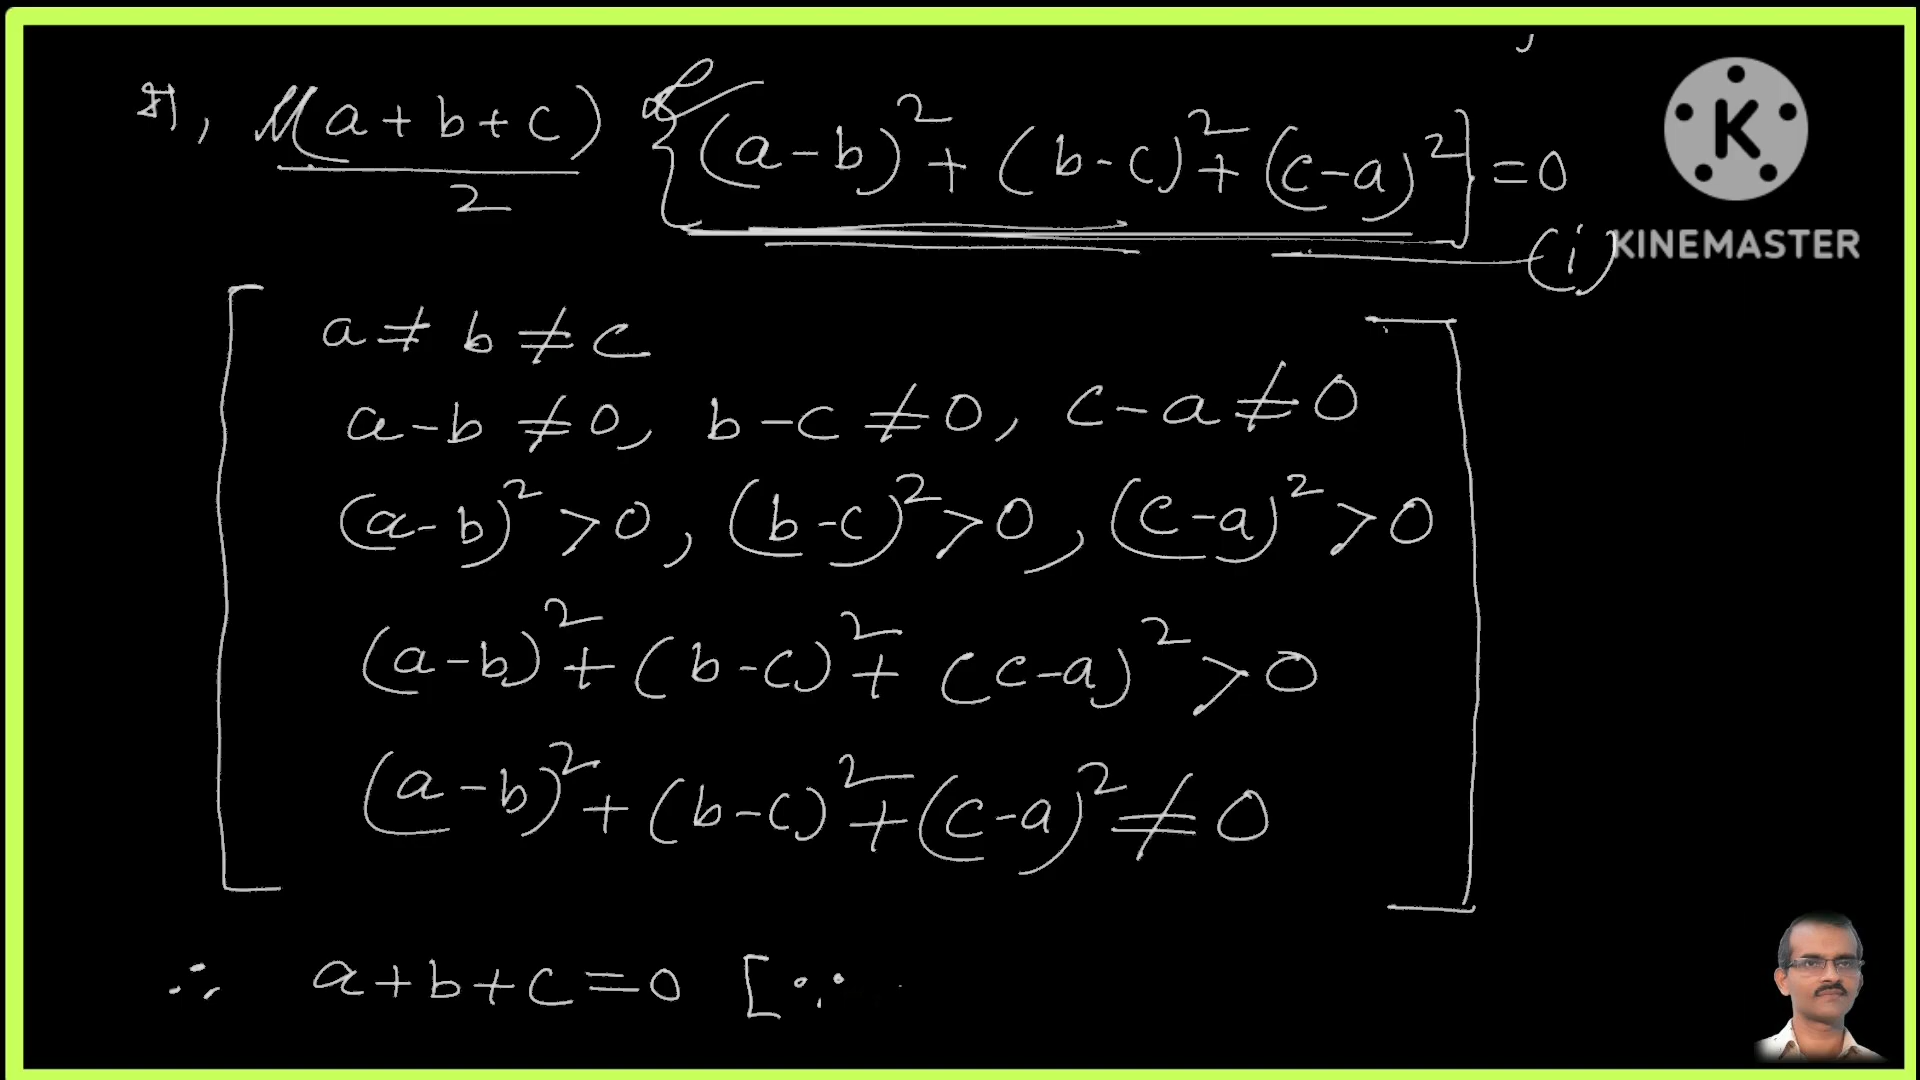 वा, (a+b+c)/2 {(a-b)² + (b-c)² + (c-a)²} = 0
(i)
KINEMASTER
a ≠ b ≠ c
a-b ≠ 0, b-c ≠ 0, c-a ≠ 0
(a-b)² > 0, (b-c)² > 0, (c-a)² > 0
(a-b)² + (b-c)² + (c-a)² > 0
(a-b)² + (b-c)² + (c-a)² ≠ 0
∴ a+b+c = 0 [∵